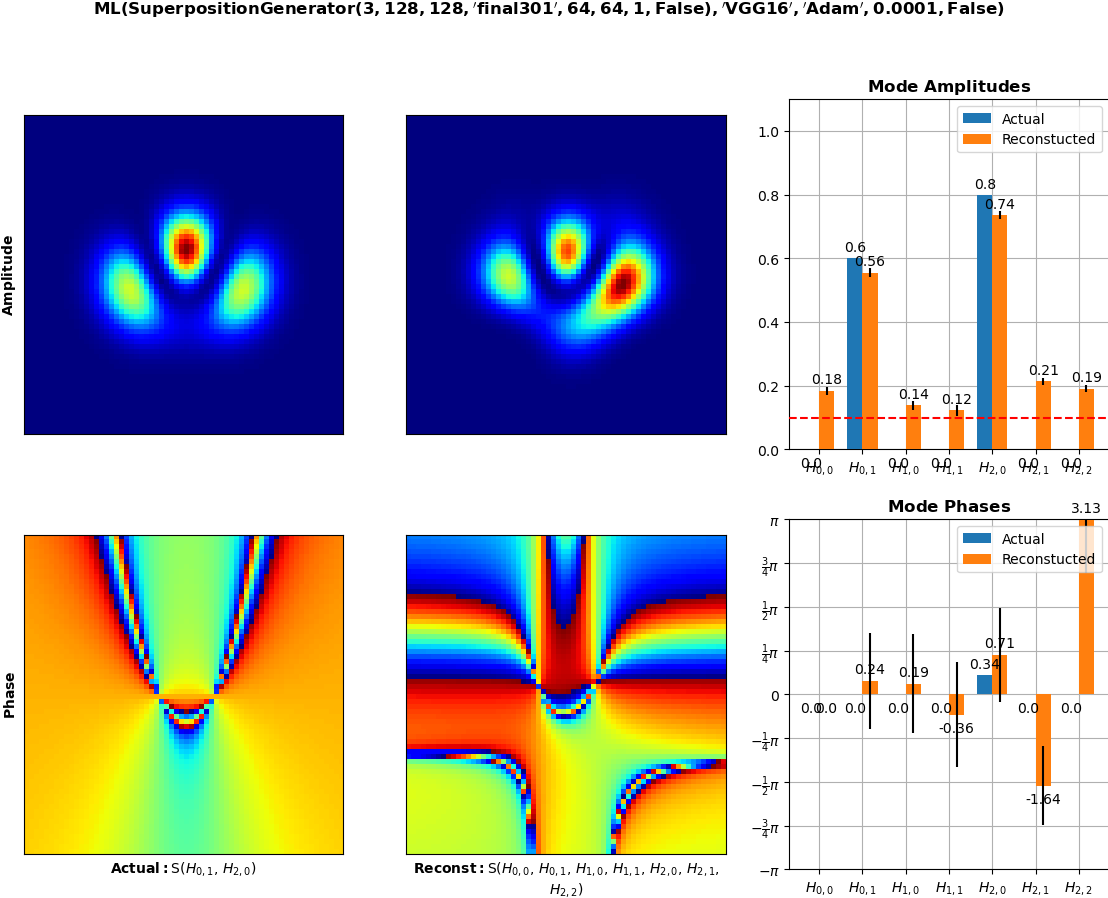 ML(SuperpositionGenerator(3, 128, 128, ′final301′, 64, 64, 1, False), ′VGG16′, ′Adam′, 0.0001, False)
Amplitude
Mode Amplitudes
Actual
Reconstucted
1.0
0.8
0.6
0.4
0.2
0.0
0.18
0.6
0.56
0.14
0.12
0.8
0.74
0.21
0.19
0.0 0.0 0.0 0.0 0.0
H0,0 H0,1 H1,0 H1,1 H2,0 H2,1 H2,2
Phase
Actual: S(H0,1, H2,0)
Reconst: S(H0,0, H0,1, H1,0, H1,1, H2,0, H2,1,
H2,2)
Mode Phases
Actual
Reconstucted
π
3/4π
1/2π
1/4π
0
−1/4π
−1/2π
−3/4π
−π
0.0
0.0
0.0
0.24
0.0
0.19
0.0
-0.36
0.34
0.71
0.0
-1.64
0.0
3.13
H0,0 H0,1 H1,0 H1,1 H2,0 H2,1 H2,2